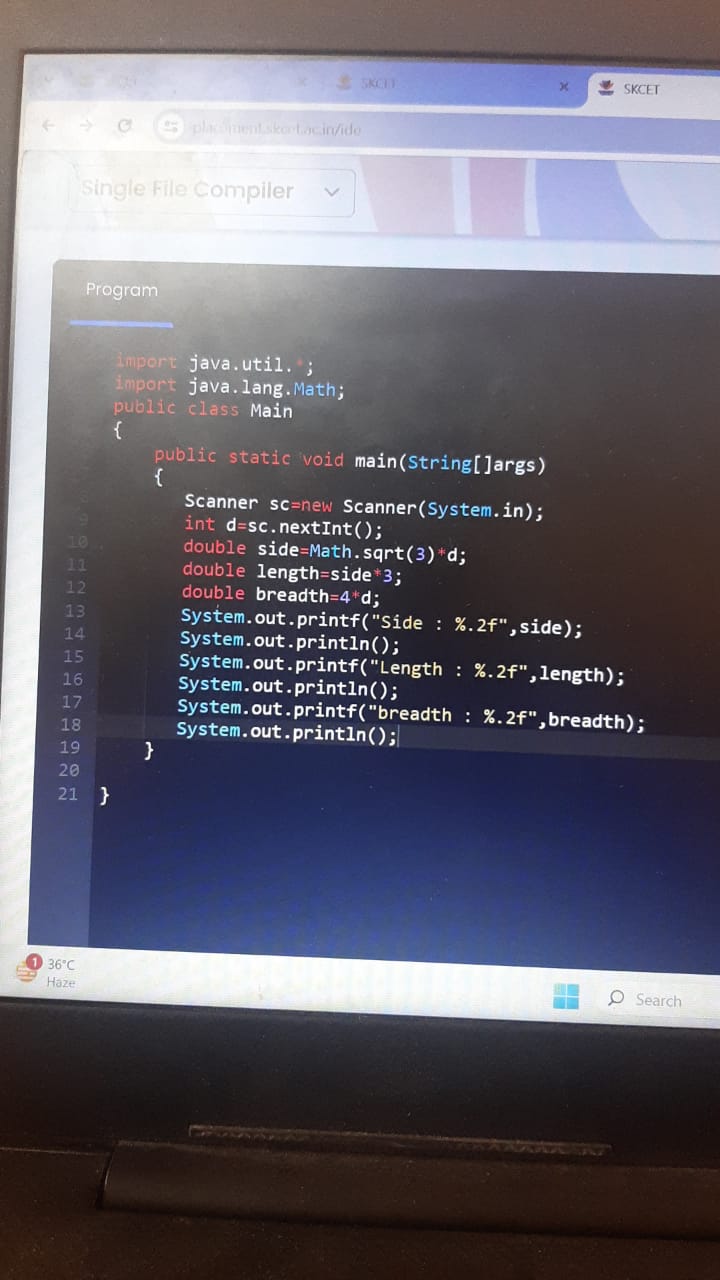 SKCET
SKCET
placement.skcet.ac.in/ide
Single File Compiler
Program
import java.util.*;
import java.lang.Math;
public class Main
{
public static void main(String[]args)
{
Scanner sc=new Scanner(System.in);
9
int d=sc.nextInt();
10
double side=Math.sqrt(3)*d;
11
double length=side*3;
12
double breadth=4*d;
13
System.out.printf("Side : %.2f",side);
14
System.out.println();
15
System.out.printf("Length : %.2f",length);
16
System.out.println();
17
System.out.printf("breadth : %.2f",breadth);
18
System.out.println();
19
}
20
21 }
1
36°C
Haze
Search